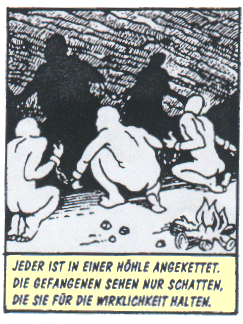 JEDER IST IN EINER HÖHLE ANGEKETTET.
DIE GEFANGENEN SEHEN NUR SCHATTEN,
DIE SIE FÜR DIE WIRKLICHKEIT HALTEN.